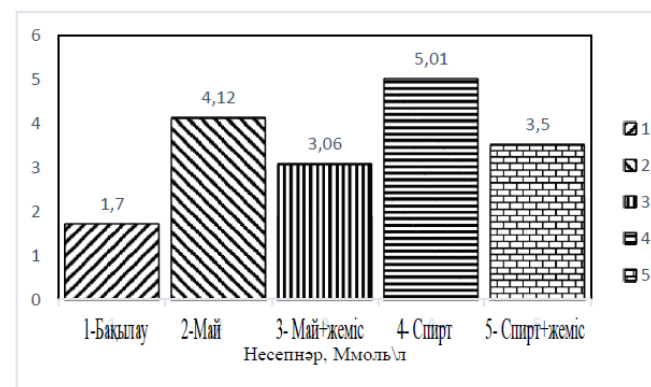 6
5
4
3
2
1
0
1,7
4,12
3,06
5,01
3,5
1-Бақылау
2-Май
3- Май+жеміс
4- Спирт
5- Спирт+жеміс
Несепнәр, Ммоль\л
1
2
3
4
5